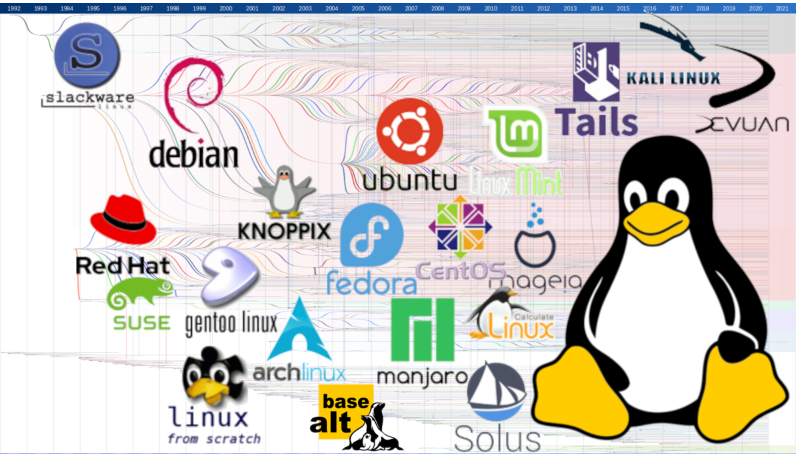 1992 1993 1994 1995 1996 1997 1998 1999 2000 2001 2002 2003 2004 2005 2006 2007 2008 2009 2010 2011 2012 2013 2014 2015 2016 2017 2018 2019 2020 2021
S
slackware
linux
debian
ubuntu
Linux Mint
Tails
KALI LINUX
DEVUAN
KNOPPIX
Red Hat
SUSE
gentoo linux
fedora
CentOS
mageia
archlinux
manjaro
Calculate
Linux
linux
from scratch
base
alt
Solus